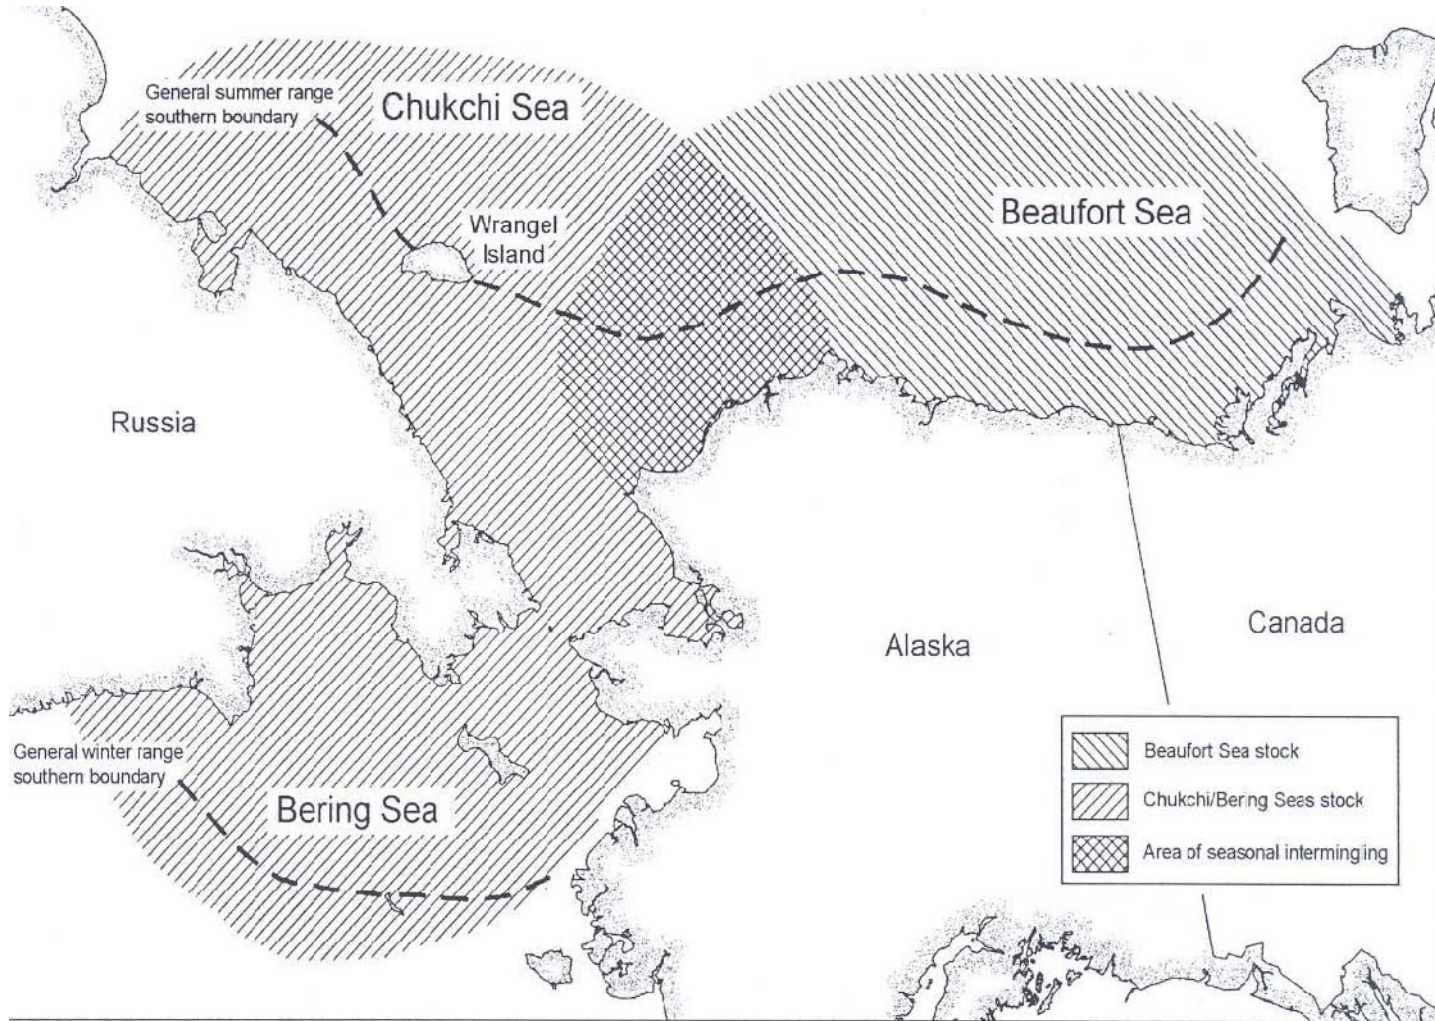 General summer range
southern boundary
Chukchi Sea
Beaufort Sea
Wrangel
Island
Russia
Alaska
Canada
General winter range
southern boundary
Bering Sea
Beaufort Sea stock
Chukchi/Bering Seas stock
Area of seasonal intermingling